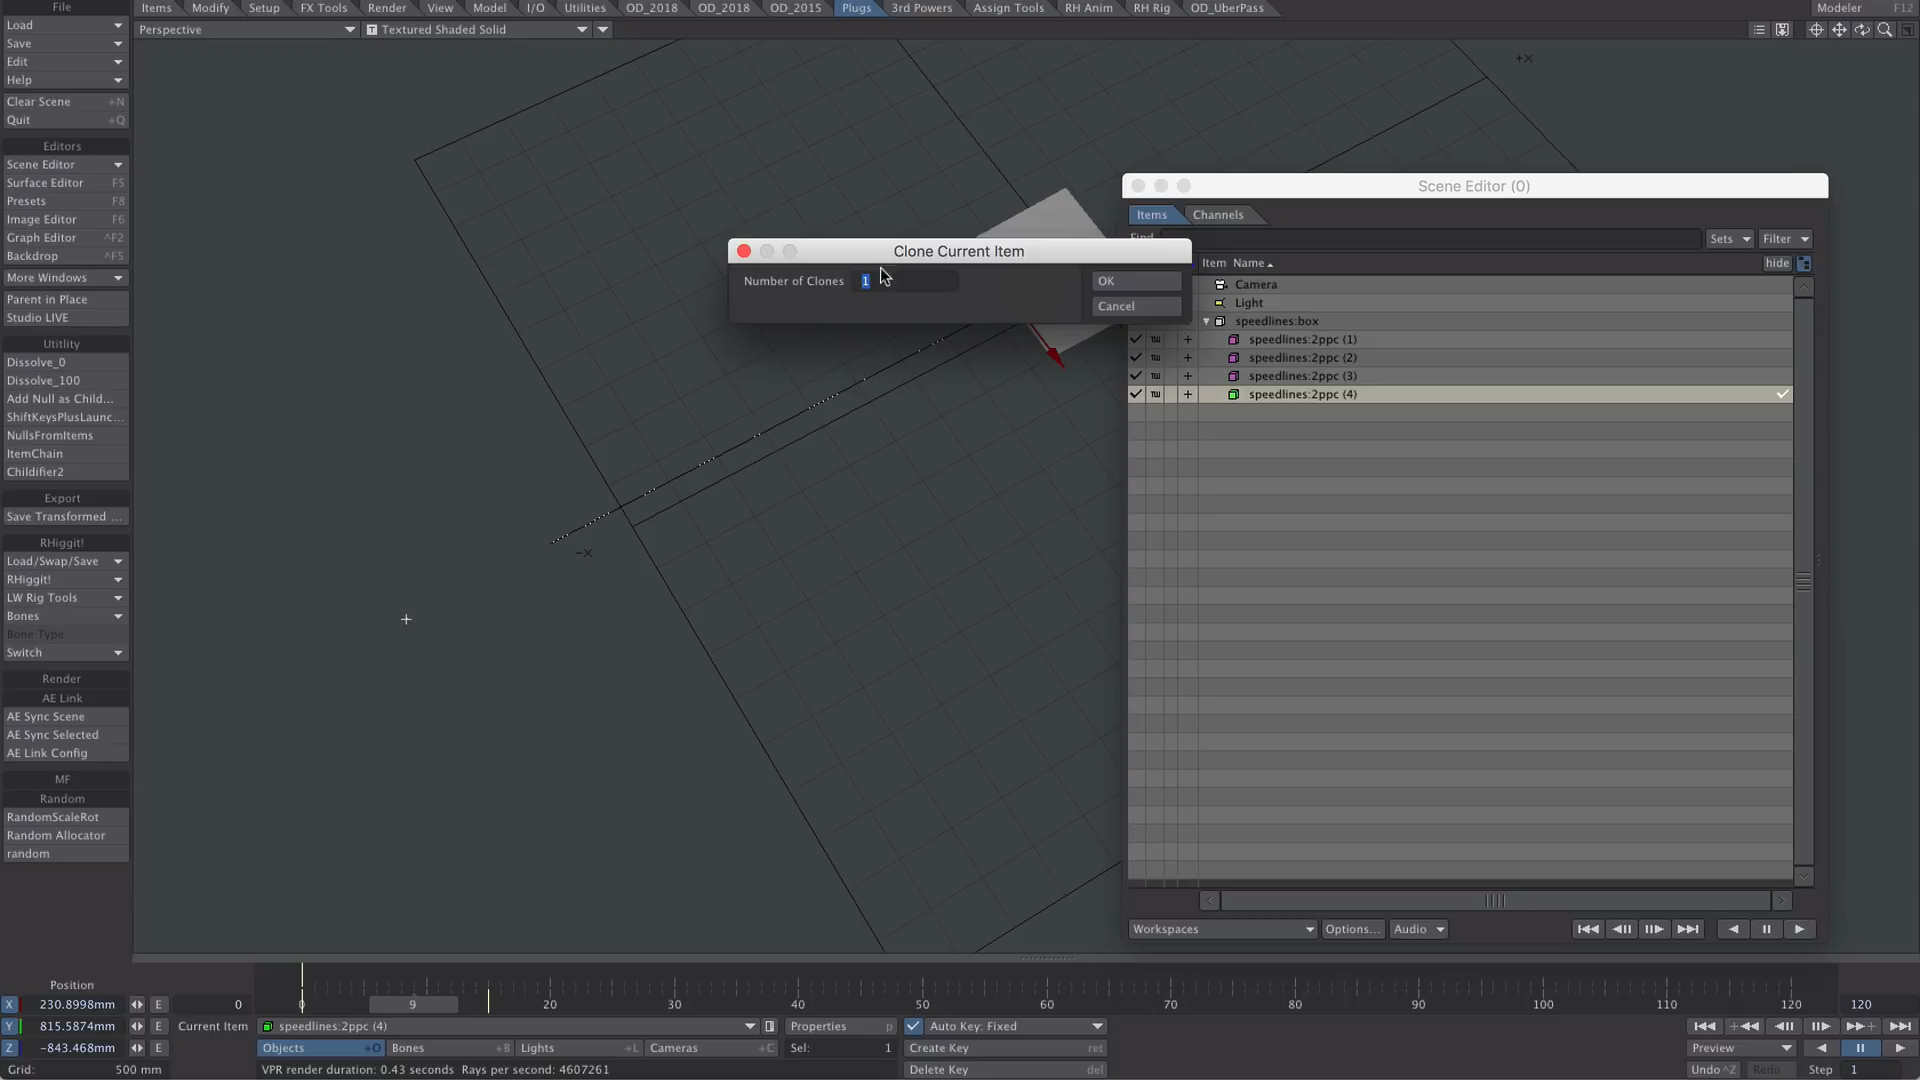 File
Items Modify Setup FX Tools Render View Model I/O Utilities OD_2018 OD_2018 OD_2015 Plugs 3rd Powers Assign Tools RH Anim RH Rig OD_UberPass Modeler F12
Load
Perspective T Textured Shaded Solid
Save
Edit
Help
Clear Scene +N
Quit +Q
Editors
Scene Editor
Surface Editor F5
Presets F8
Image Editor F6
Graph Editor ^F2
Backdrop ^F5
More Windows
Parent in Place
Studio LIVE
Utitlity
Dissolve_0
Dissolve_100
Add Null as Child...
ShiftKeysPlusLaunc...
NullsFromItems
ItemChain
Childifier2
Export
Save Transformed ...
RHiggit!
Load/Swap/Save
RHiggit!
LW Rig Tools
Bones
Bone Type
Switch
Render
AE Link
AE Sync Scene
AE Sync Selected
AE Link Config
MF
Random
RandomScaleRot
Random Allocator
random
+X
-X
Clone Current Item
Number of Clones 1 OK
Cancel
Scene Editor (0)
Items Channels
Find Sets Filter
Item Name hide
Camera
Light
speedlines:box
speedlines:2ppc (1)
speedlines:2ppc (2)
speedlines:2ppc (3)
speedlines:2ppc (4)
Workspaces Options... Audio
Position
X 230.8998mm E 0 0 9 20 30 40 50 60 70 80 90 100 110 120 120
Y 815.5874mm E Current Item speedlines:2ppc (4) Properties p Auto Key: Fixed
Z -843.468mm E Objects +O Bones +B Lights +L Cameras +C Sel: 1 Create Key ret Preview
Grid: 500 mm VPR render duration: 0.43 seconds Rays per second: 4607261 Delete Key del Undo ^Z Redo Step 1